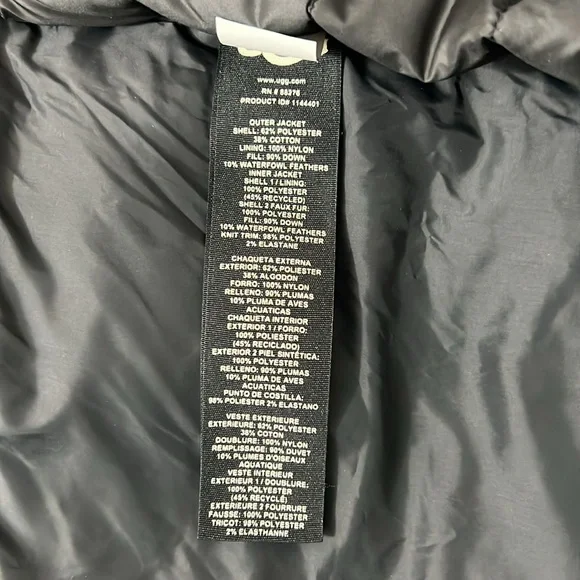 www.ugg.com
RN # 88276
PRODUCT ID# 1144401
OUTER JACKET
SHELL: 62% POLYESTER
38% COTTON
LINING: 100% NYLON
FILL: 90% DOWN
10% WATERFOWL FEATHERS
INNER JACKET
SHELL 1 / LINING:
100% POLYESTER
(45% RECYCLED)
SHELL 2 FAUX FUR:
100% POLYESTER
FILL: 90% DOWN
10% WATERFOWL FEATHERS
KNIT TRIM: 98% POLYESTER
2% ELASTANE
CHAQUETA EXTERNA
EXTERIOR: 62% POLIESTER
38% ALGODON
FORRO: 100% NYLON
RELLENO: 90% PLUMAS
10% PLUMA DE AVES
ACUATICAS
CHAQUETA INTERIOR
EXTERIOR 1 / FORRO:
100% POLIESTER
(45% RECICLADO)
EXTERIOR 2 PIEL SINTÉTICA:
100% POLIESTER
RELLENO: 90% PLUMAS
10% PLUMA DE AVES
ACUATICAS
PUNTO DE COSTILLA:
98% POLIESTER 2% ELASTANO
VESTE EXTERIEURE
EXTERIEURE: 62% POLYESTER
38% COTON
DOUBLURE: 100% NYLON
REMPLISSAGE: 90% DUVET
10% PLUMES D'OISEAUX
AQUATIQUE
VESTE INTERIEUR
EXTERIEUR 1 / DOUBLURE:
100% POLYESTER
(45% RECYCLÉ)
EXTERIEURE 2 FOURRURE
FAUSSE: 100% POLYESTER
TRICOT: 98% POLYESTER
2% ELASTHANNE